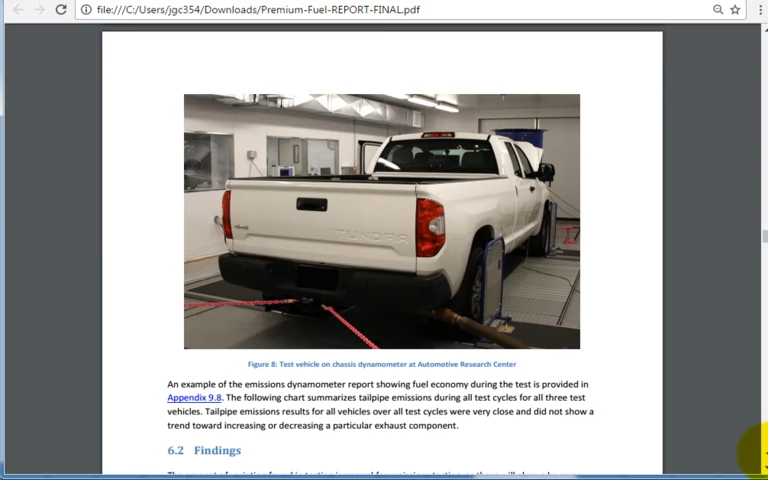 file:///C:/Users/jgc354/Downloads/Premium-Fuel-REPORT-FINAL.pdf
TUNDRA
Figure 8: Test vehicle on chassis dynamometer at Automotive Research Center
An example of the emissions dynamometer report showing fuel economy during the test is provided in
Appendix 9.8. The following chart summarizes tailpipe emissions during all test cycles for all three test
vehicles. Tailpipe emissions results for all vehicles over all test cycles were very close and did not show a
trend toward increasing or decreasing a particular exhaust component.
6.2 Findings